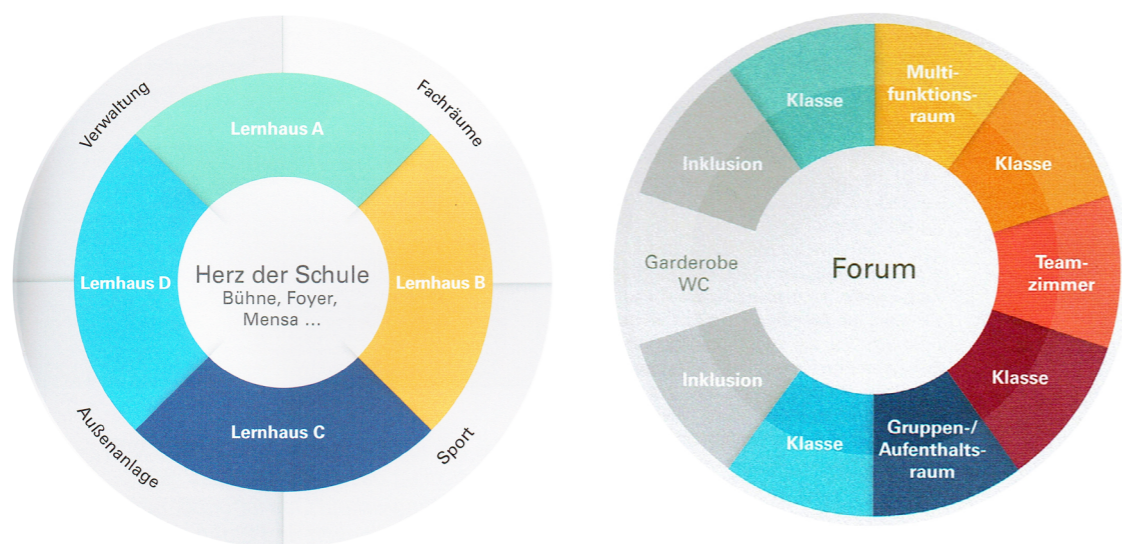 Verwaltung
Fachräume
Lernhaus A
Lernhaus D
Herz der Schule
Bühne, Foyer,
Mensa ...
Lernhaus B
Lernhaus C
Außenanlage
Sport
Klasse
Multi-
funktions-
raum
Inklusion
Klasse
Garderobe
WC
Forum
Team-
zimmer
Inklusion
Klasse
Klasse
Gruppen-/
Aufenthalts-
raum